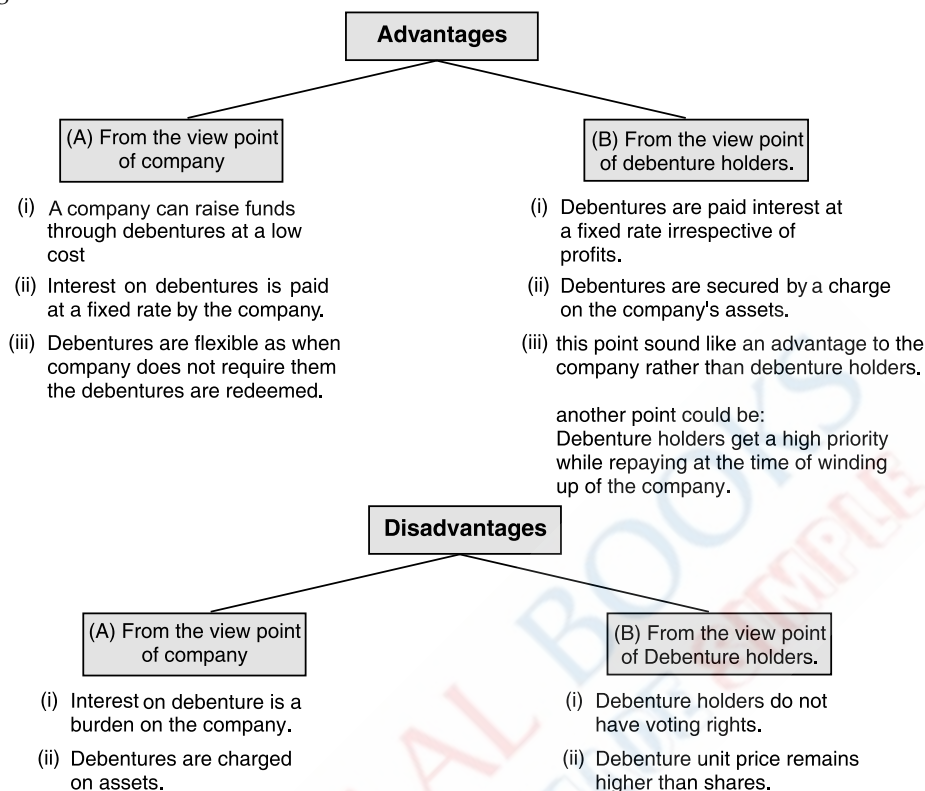 Advantages
(A) From the view point
of company
(B) From the view point
of debenture holders.
(i) A company can raise funds
through debentures at a low
cost
(ii) Interest on debentures is paid
at a fixed rate by the company.
(iii) Debentures are flexible as when
company does not require them
the debentures are redeemed.
(i) Debentures are paid interest at
a fixed rate irrespective of
profits.
(ii) Debentures are secured by a charge
on the company's assets.
(iii) this point sound like an advantage to the
company rather than debenture holders.
another point could be:
Debenture holders get a high priority
while repaying at the time of winding
up of the company.
Disadvantages
(A) From the view point
of company
(B) From the view point
of Debenture holders.
(i) Interest on debenture is a
burden on the company.
(ii) Debentures are charged
on assets.
(i) Debenture holders do not
have voting rights.
(ii) Debenture unit price remains
higher than shares.
BOOKS
SIMPLE